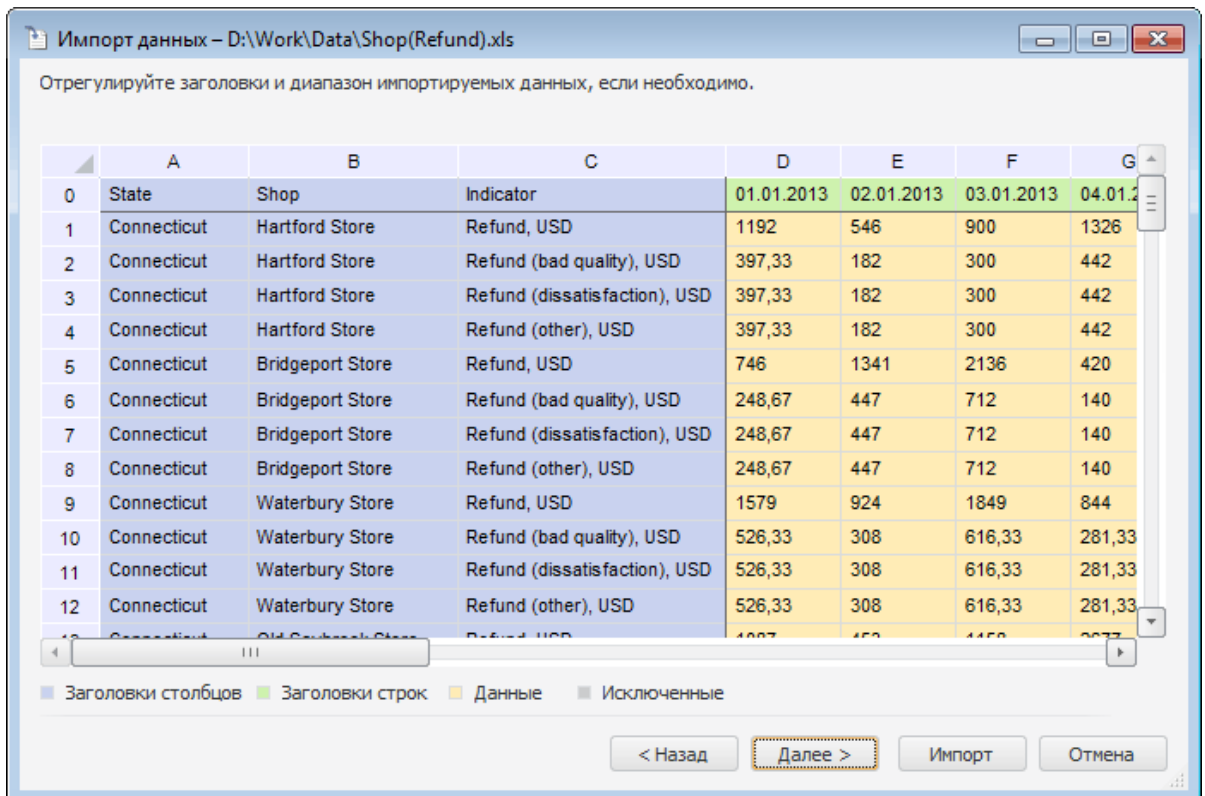 Импорт данных – D:\Work\Data\Shop(Refund).xls
Отрегулируйте заголовки и диапазон импортируемых данных, если необходимо.
A B C D E F G
0 State Shop Indicator 01.01.2013 02.01.2013 03.01.2013 04.01.2
1 Connecticut Hartford Store Refund, USD 1192 546 900 1326
2 Connecticut Hartford Store Refund (bad quality), USD 397,33 182 300 442
3 Connecticut Hartford Store Refund (dissatisfaction), USD 397,33 182 300 442
4 Connecticut Hartford Store Refund (other), USD 397,33 182 300 442
5 Connecticut Bridgeport Store Refund, USD 746 1341 2136 420
6 Connecticut Bridgeport Store Refund (bad quality), USD 248,67 447 712 140
7 Connecticut Bridgeport Store Refund (dissatisfaction), USD 248,67 447 712 140
8 Connecticut Bridgeport Store Refund (other), USD 248,67 447 712 140
9 Connecticut Waterbury Store Refund, USD 1579 924 1849 844
10 Connecticut Waterbury Store Refund (bad quality), USD 526,33 308 616,33 281,33
11 Connecticut Waterbury Store Refund (dissatisfaction), USD 526,33 308 616,33 281,33
12 Connecticut Waterbury Store Refund (other), USD 526,33 308 616,33 281,33
Заголовки столбцов Заголовки строк Данные Исключенные
< Назад Далее > Импорт Отмена